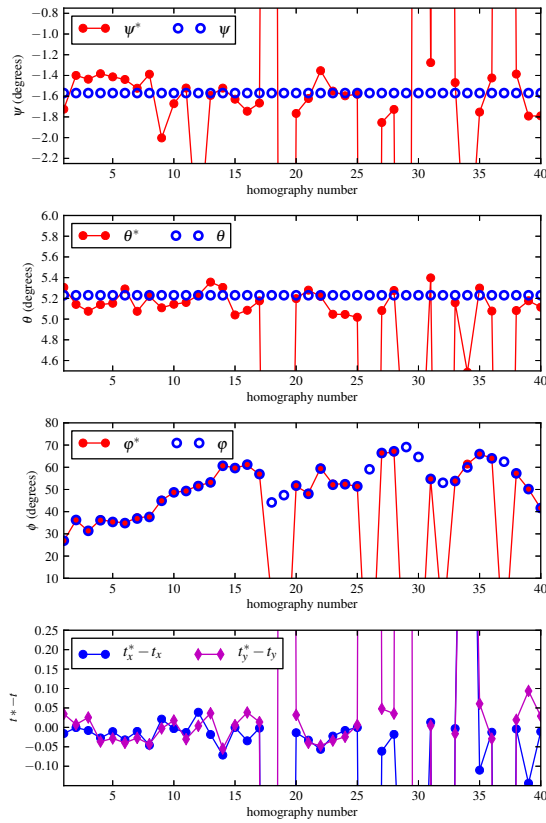 −0.8
−1.0
−1.2
−1.4
−1.6
−1.8
−2.0
−2.2
ψ (degrees)
ψ* ψ
5 10 15 20 25 30 35 40
homography number
6.0
5.8
5.6
5.4
5.2
5.0
4.8
4.6
θ (degrees)
θ* θ
5 10 15 20 25 30 35 40
homography number
80
70
60
50
40
30
20
10
ϕ (degrees)
φ* φ
5 10 15 20 25 30 35 40
homography number
0.25
0.20
0.15
0.10
0.05
0.00
−0.05
−0.10
t∗−t
t*x − tx t*y − ty
5 10 15 20 25 30 35 40
homography number